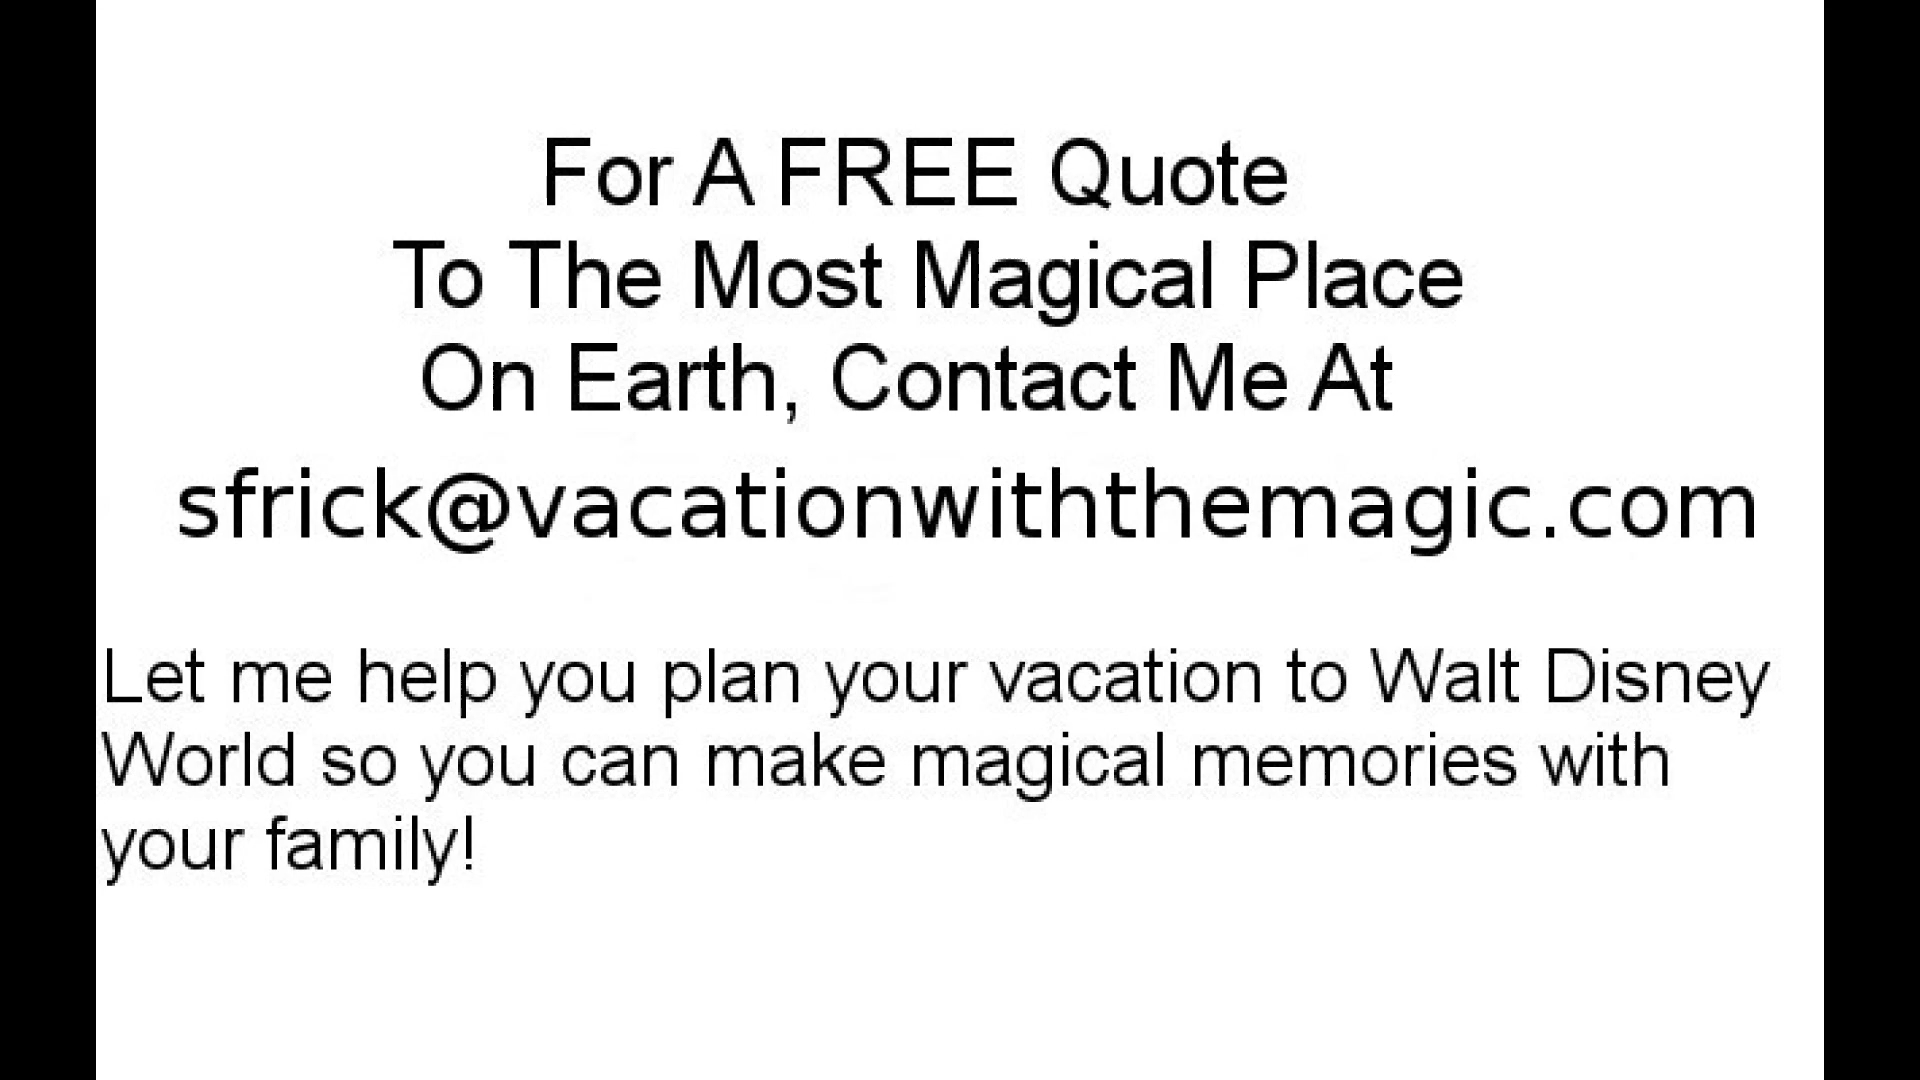 For A FREE Quote
To The Most Magical Place
On Earth, Contact Me At
sfrick@vacationwiththemagic.com
Let me help you plan your vacation to Walt Disney
World so you can make magical memories with
your family!